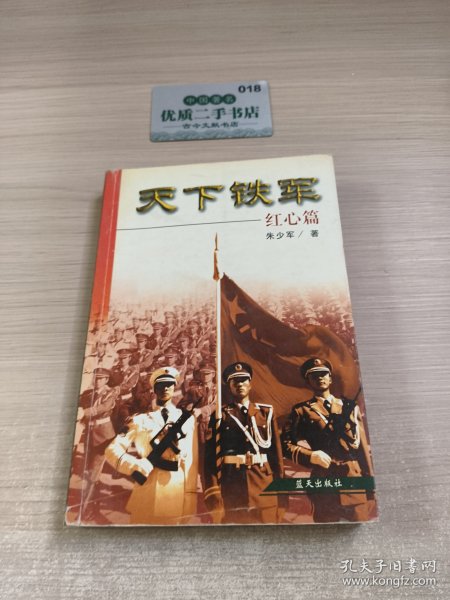 018
中国著名
优质二手书店
古今文献书店
天下铁军
红心篇
朱少军／著
蓝天出版社
孔夫子旧书网
www.kongfz.com